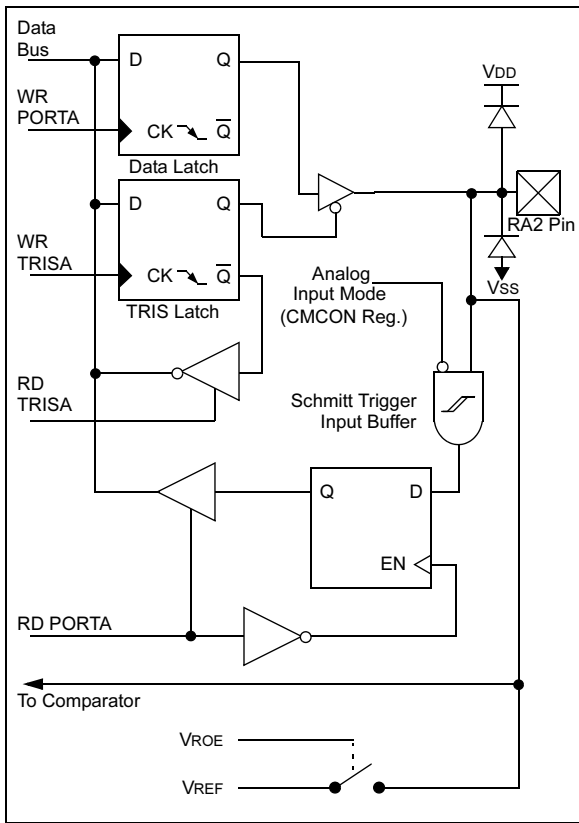 Data
Bus
D
Q
VDD
WR
PORTA
CK
Q
Data Latch
D
Q
RA2 Pin
WR
TRISA
CK
Q
Analog
Input Mode
(CMCON Reg.)
VSS
TRIS Latch
RD
TRISA
Schmitt Trigger
Input Buffer
Q
D
EN
RD PORTA
To Comparator
VROE
VREF